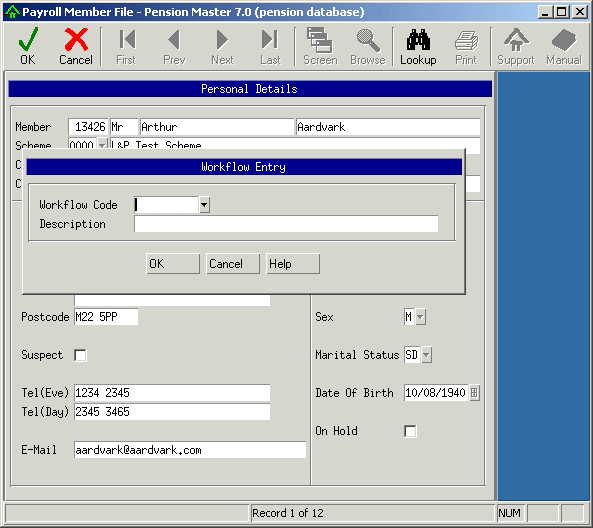 Payroll Member File - Pension Master 7.0 (pension database)
OK Cancel First Prev Next Last Screen Browse Lookup Print Support Manual
Personal Details
Member 13426 Mr Arthur Aardvark
Scheme 0000 L&P Test Scheme
C
C
Workflow Entry
Workflow Code
Description
OK Cancel Help
Postcode M22 5PP Sex M
Suspect Marital Status SD
Tel(Eve) 1234 2345 Date Of Birth 10/08/1940
Tel(Day) 2345 3465
On Hold
E-Mail aardvark@aardvark.com
Record 1 of 12 NUM